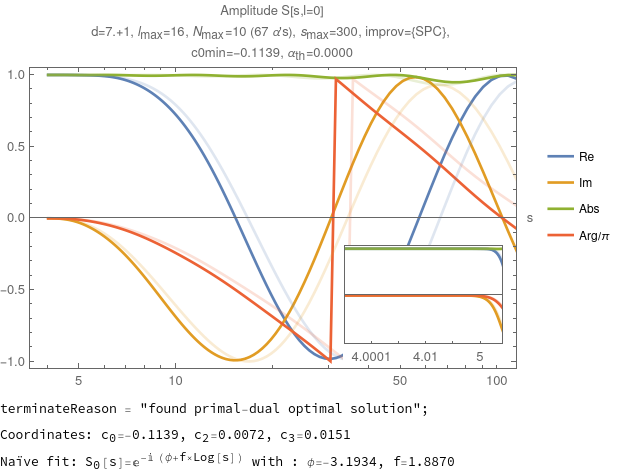 Amplitude S[s,l=0]
d=7.+1, lmax=16, Nmax=10 (67 α's), smax=300, improv={SPC},
c0min=−0.1139, αth=0.0000
1.0
0.5
0.0
−0.5
−1.0
s
5
10
50
100
4.0001
4.01
5
Re
Im
Abs
Arg/π
terminateReason = "found primal-dual optimal solution";
Coordinates: c0=-0.1139, c2=0.0072, c3=0.0151
Naïve fit: S0[s]=e^-i (ϕ+f×Log[s]) with : ϕ=-3.1934, f=1.8870